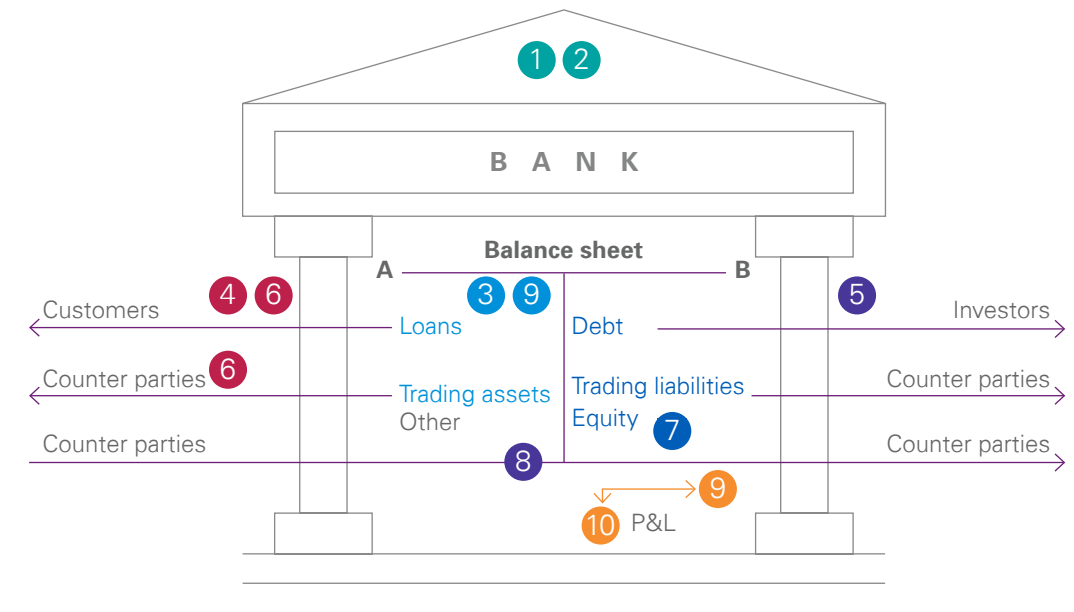 1 2
B A N K
Balance sheet
A B
4 6 3 9 5
Customers Investors
Loans Debt
6
Counter parties Counter parties
Trading assets Trading liabilities
Other Equity 7
Counter parties Counter parties
8
9
10 P&L